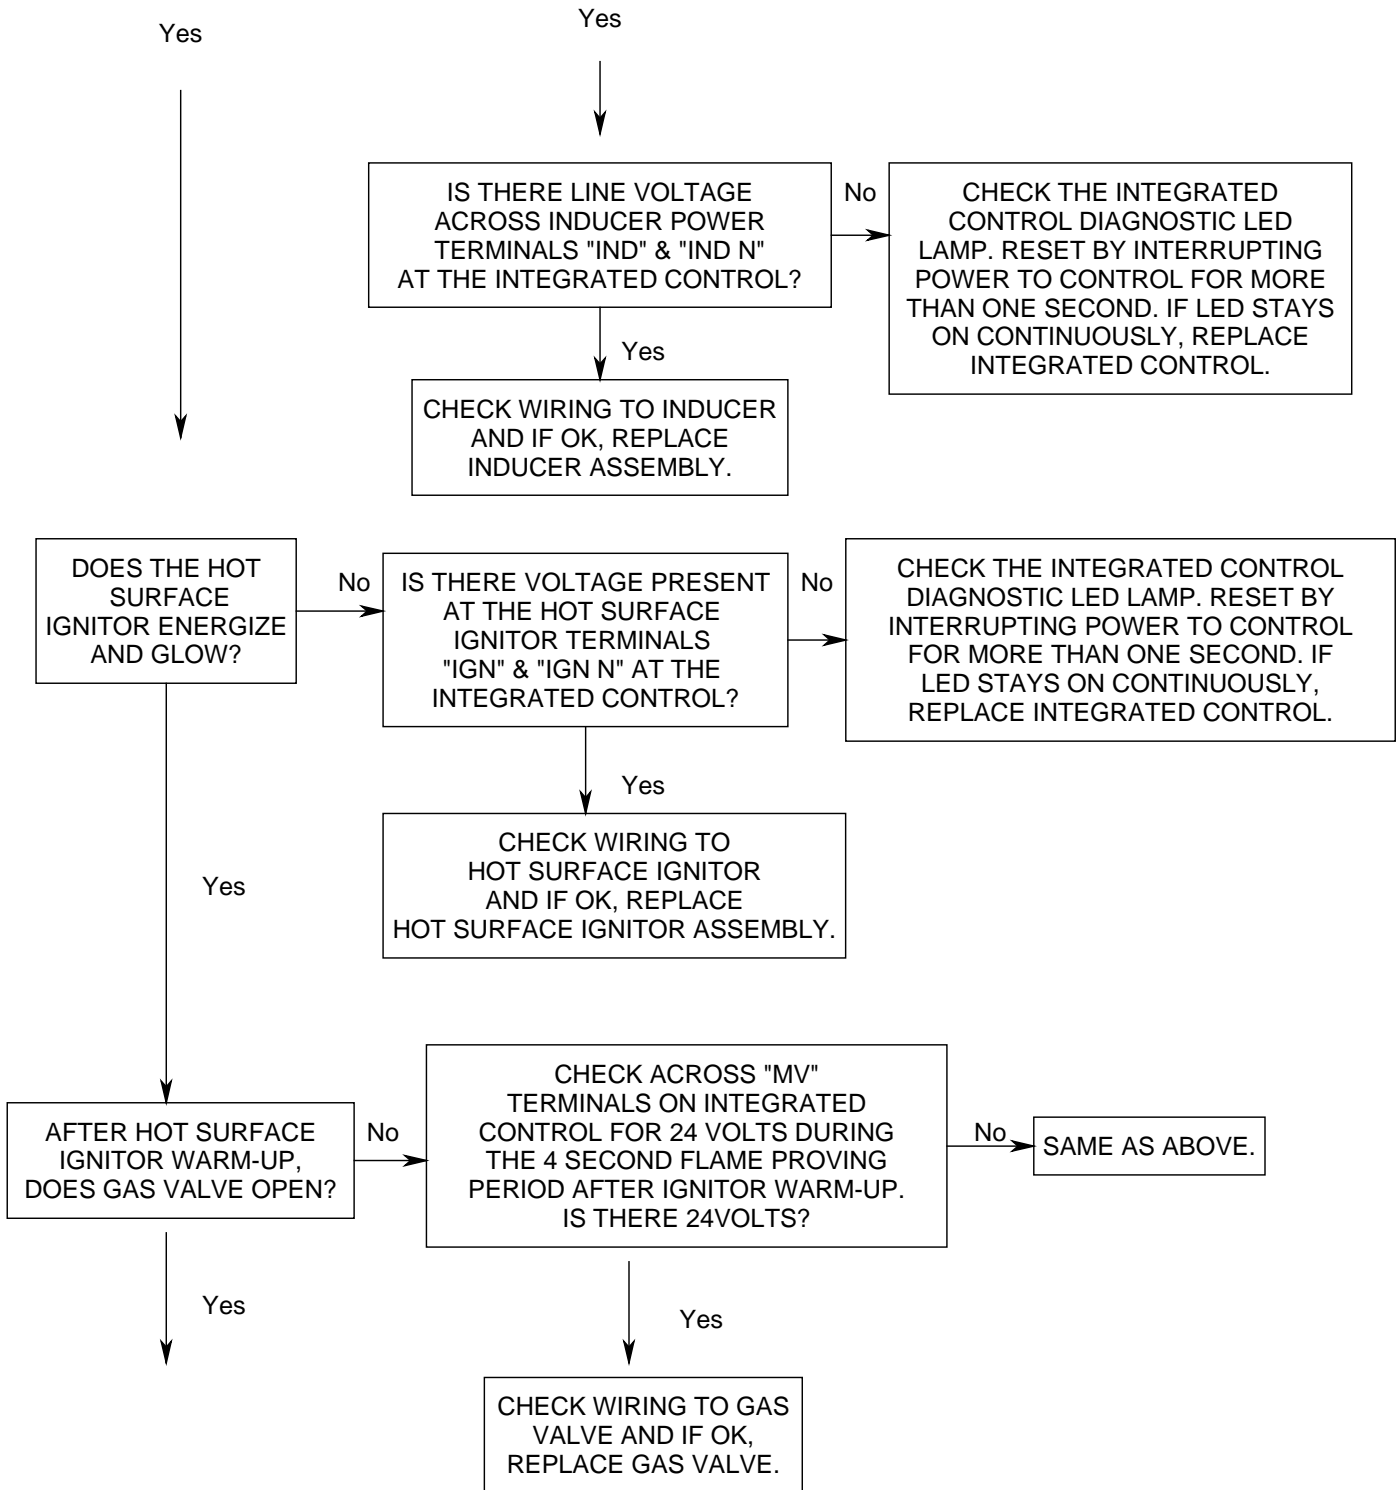 Yes
Yes
IS THERE LINE VOLTAGE
ACROSS INDUCER POWER
TERMINALS "IND" & "IND N"
AT THE INTEGRATED CONTROL?
No
CHECK THE INTEGRATED
CONTROL DIAGNOSTIC LED
LAMP. RESET BY INTERRUPTING
POWER TO CONTROL FOR MORE
THAN ONE SECOND. IF LED STAYS
ON CONTINUOUSLY, REPLACE
INTEGRATED CONTROL.
Yes
CHECK WIRING TO INDUCER
AND IF OK, REPLACE
INDUCER ASSEMBLY.
DOES THE HOT
SURFACE
IGNITOR ENERGIZE
AND GLOW?
No
IS THERE VOLTAGE PRESENT
AT THE HOT SURFACE
IGNITOR TERMINALS
"IGN" & "IGN N" AT THE
INTEGRATED CONTROL?
No
CHECK THE INTEGRATED CONTROL
DIAGNOSTIC LED LAMP. RESET BY
INTERRUPTING POWER TO CONTROL
FOR MORE THAN ONE SECOND. IF
LED STAYS ON CONTINUOUSLY,
REPLACE INTEGRATED CONTROL.
Yes
CHECK WIRING TO
HOT SURFACE IGNITOR
AND IF OK, REPLACE
HOT SURFACE IGNITOR ASSEMBLY.
Yes
AFTER HOT SURFACE
IGNITOR WARM-UP,
DOES GAS VALVE OPEN?
No
CHECK ACROSS "MV"
TERMINALS ON INTEGRATED
CONTROL FOR 24 VOLTS DURING
THE 4 SECOND FLAME PROVING
PERIOD AFTER IGNITOR WARM-UP.
IS THERE 24VOLTS?
No
SAME AS ABOVE.
Yes
Yes
CHECK WIRING TO GAS
VALVE AND IF OK,
REPLACE GAS VALVE.